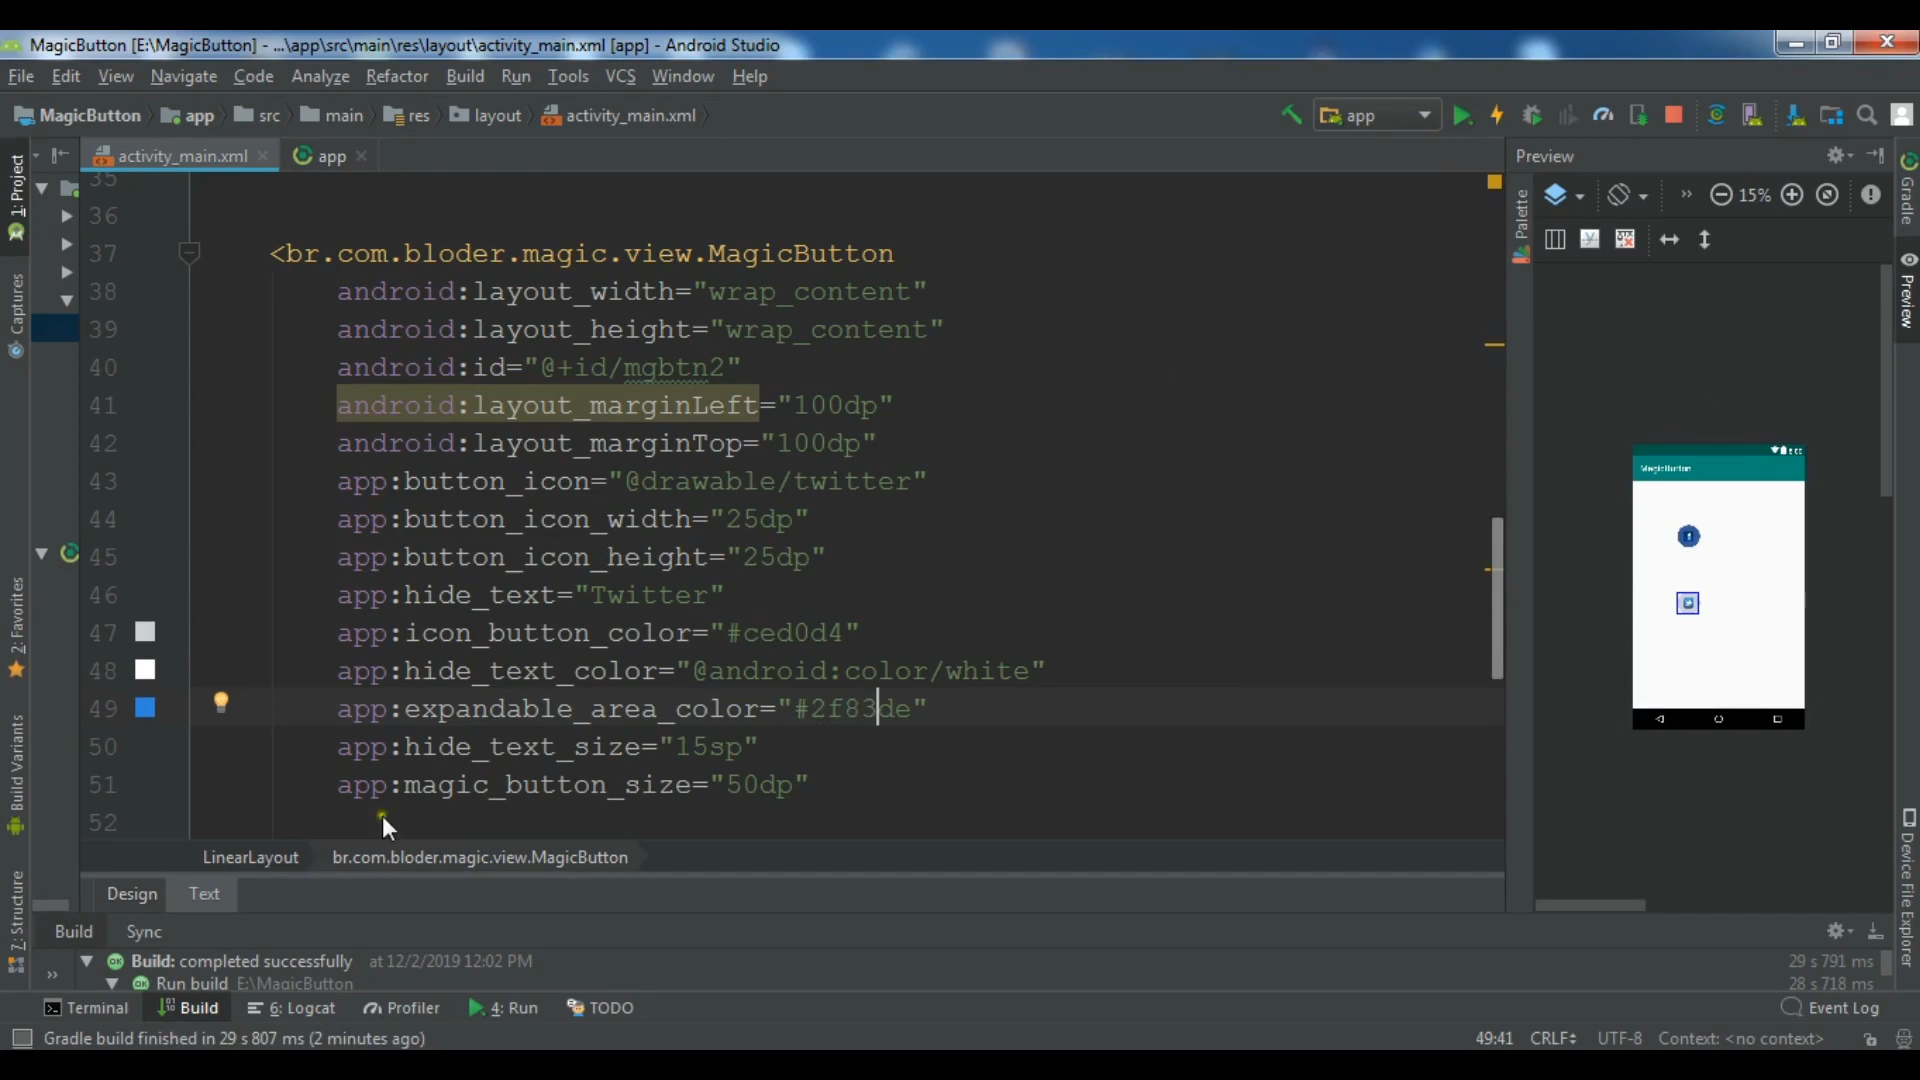 MagicButton [E:\MagicButton] - ...\app\src\main\res\layout\activity_main.xml [app] - Android Studio
File Edit View Navigate Code Analyze Refactor Build Run Tools VCS Window Help
MagicButton app src main res layout activity_main.xml app
activity_main.xml app Preview
1: Project
Captures
2: Favorites
Build Variants
7: Structure
35
36
37 <br.com.bloder.magic.view.MagicButton
38 android:layout_width="wrap_content"
39 android:layout_height="wrap_content"
40 android:id="@+id/mgbtn2"
41 android:layout_marginLeft="100dp"
42 android:layout_marginTop="100dp"
43 app:button_icon="@drawable/twitter"
44 app:button_icon_width="25dp"
45 app:button_icon_height="25dp"
46 app:hide_text="Twitter"
47 app:icon_button_color="#ced0d4"
48 app:hide_text_color="@android:color/white"
49 app:expandable_area_color="#2f83de"
50 app:hide_text_size="15sp"
51 app:magic_button_size="50dp"
52
LinearLayout br.com.bloder.magic.view.MagicButton
Design Text
Palette
15%
MagicButton
Gradle
Preview
Device File Explorer
Build Sync
Build: completed successfully at 12/2/2019 12:02 PM 29 s 791 ms
Run build E:\MagicButton 28 s 718 ms
Terminal Build 6: Logcat Profiler 4: Run TODO Event Log
Gradle build finished in 29 s 807 ms (2 minutes ago) 49:41 CRLF UTF-8 Context: <no context>